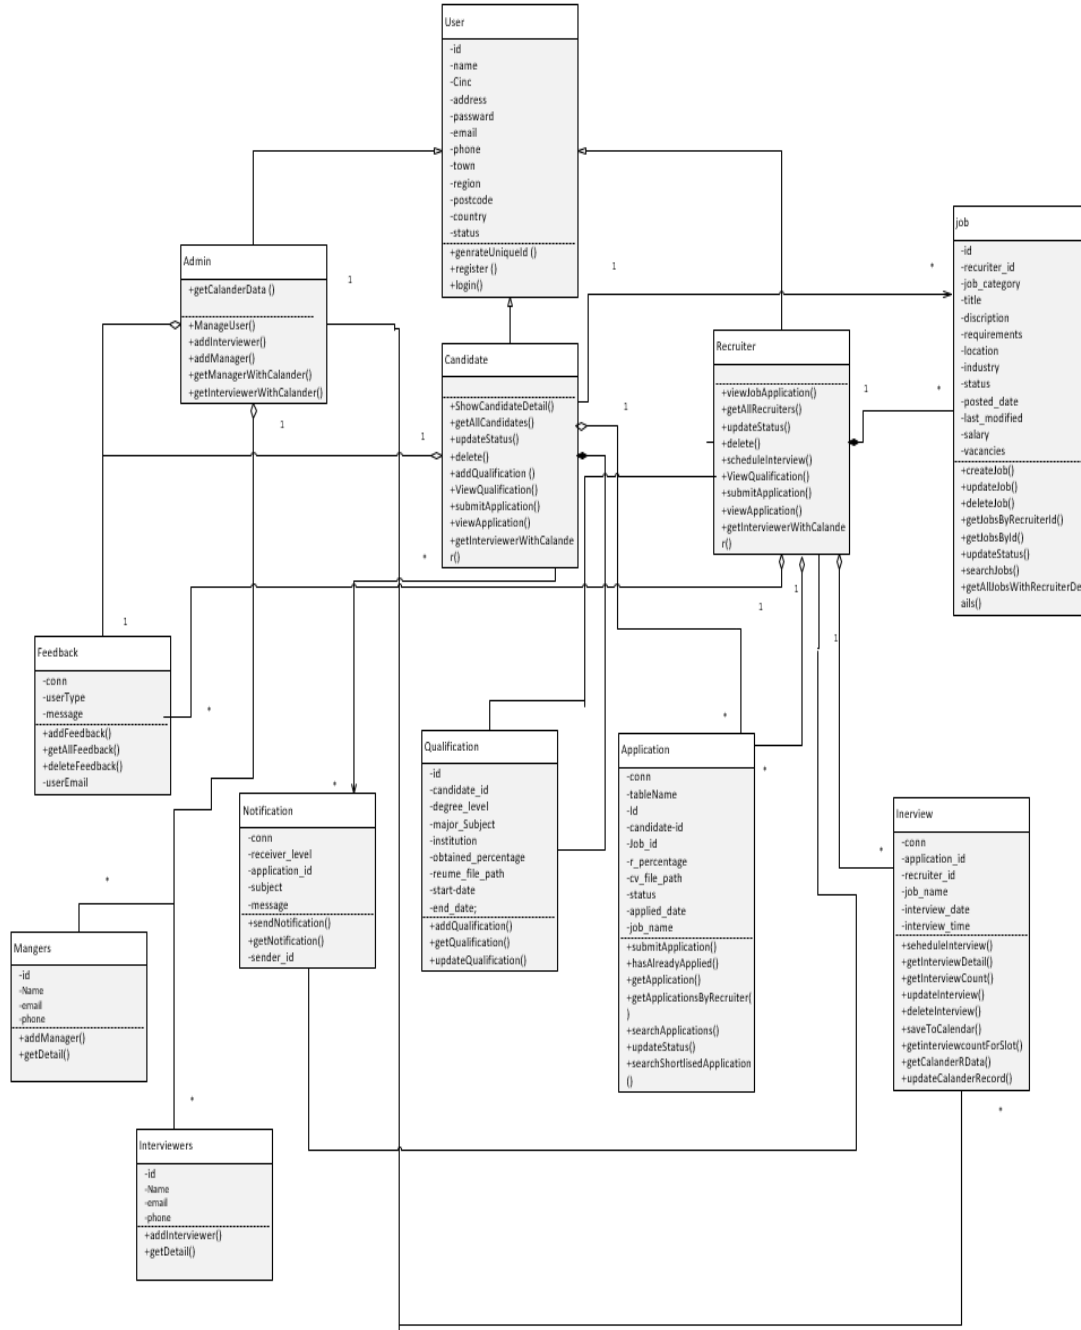 User
-id
-name
-Cinc
-address
-passward
-email
-phone
-town
-region
-postcode
-country
-status
+genrateUniqueId ()
+register ()
+login()
Admin
+getCalanderData ()
+ManageUser()
+addInterviewer()
+addManager()
+getManagerWithCalander()
+getInterviewerWithCalander()
1
1
1
*
job
-id
-recuriter_id
-job_category
-title
-discription
-requirements
-location
-industry
-status
-posted_date
-last_modified
-salary
-vacancies
+createJob()
+updateJob()
+deleteJob()
+getJobsByRecruiterId()
+getJobsById()
+updateStatus()
+searchJobs()
+getAllJobsWithRecruiterDe
ails()
Candidate
+ShowCandidateDetail()
+getAllCandidates()
+updateStatus()
+delete()
+addQualification ()
+ViewQualification()
+submitApplication()
+viewApplication()
+getInterviewerWithCalande
r()
1
1
*
Recruiter
+viewJobApplication()
+getAllRecruiters()
+updateStatus()
+delete()
+scheduleInterview()
+ViewQualification()
+submitApplication()
+viewApplication()
+getInterviewerWithCalande
r()
1
*
1
1
1
1
Feedback
-conn
-userType
-message
+addFeedback()
+getAllFeedback()
+deleteFeedback()
-userEmail
*
*
Notification
-conn
-receiver_level
-application_id
-subject
-message
+sendNotification()
+getNotification()
-sender_id
Qualification
-id
-candidate_id
-degree_level
-major_Subject
-institution
-obtained_percentage
-reume_file_path
-start-date
-end_date;
+addQualification()
+getQualification()
+updateQualification()
*
*
Application
-conn
-tableName
-Id
-candidate-id
-Job_id
-r_percentage
-cv_file_path
-status
-applied_date
-job_name
+submitApplication()
+hasAlreadyApplied()
+getApplication()
+getApplicationsByRecruiter(
)
+searchApplications()
+updateStatus()
+searchShortlisedApplication
()
*
Inerview
-conn
-application_id
-recruiter_id
-job_name
-interview_date
-interview_time
+seheduleInterview()
+getInterviewDetail()
+getInterviewCount()
+updateInterview()
+deleteInterview()
+saveToCalendar()
+getinterviewcountForSlot()
+getCalanderRData()
+updateCalanderRecord()
*
*
Mangers
-id
-Name
-email
-phone
+addManager()
+getDetail()
*
Interviewers
-id
-Name
-email
-phone
+addInterviewer()
+getDetail()